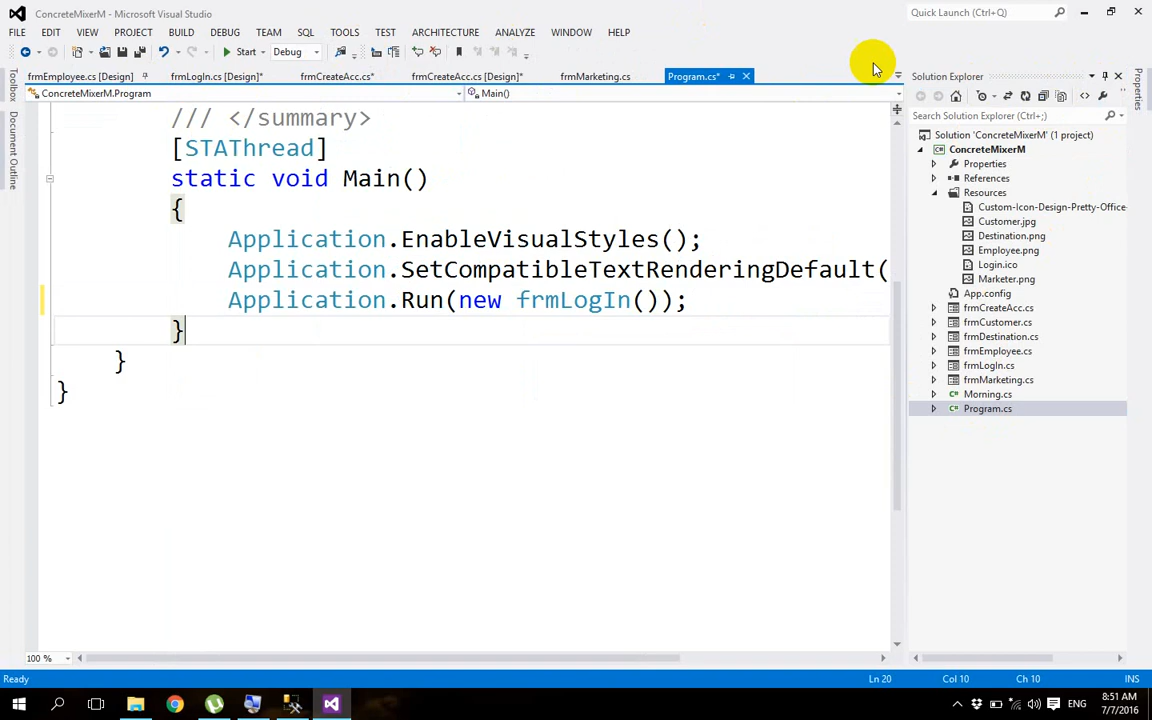 ConcreteMixerM - Microsoft Visual Studio
Quick Launch (Ctrl+Q)
FILE EDIT VIEW PROJECT BUILD DEBUG TEAM SQL TOOLS TEST ARCHITECTURE ANALYZE WINDOW HELP
Start Debug
frmEmployee.cs [Design] frmLogIn.cs [Design]* frmCreateAcc.cs* frmCreateAcc.cs [Design]* frmMarketing.cs Program.cs*
ConcreteMixerM.Program Main()
Toolbox
Document Outline
/// </summary>
[STAThread]
static void Main()
{
Application.EnableVisualStyles();
Application.SetCompatibleTextRenderingDefault(
Application.Run(new frmLogIn());
}
}
}
100 %
Solution Explorer
Search Solution Explorer (Ctrl+;)
Solution 'ConcreteMixerM' (1 project)
ConcreteMixerM
Properties
References
Resources
Custom-Icon-Design-Pretty-Office-
Customer.jpg
Destination.png
Employee.png
Login.ico
Marketer.png
App.config
frmCreateAcc.cs
frmCustomer.cs
frmDestination.cs
frmEmployee.cs
frmLogIn.cs
frmMarketing.cs
Morning.cs
Program.cs
Properties
Ready Ln 20 Col 10 Ch 10 INS
ENG
8:51 AM
7/7/2016